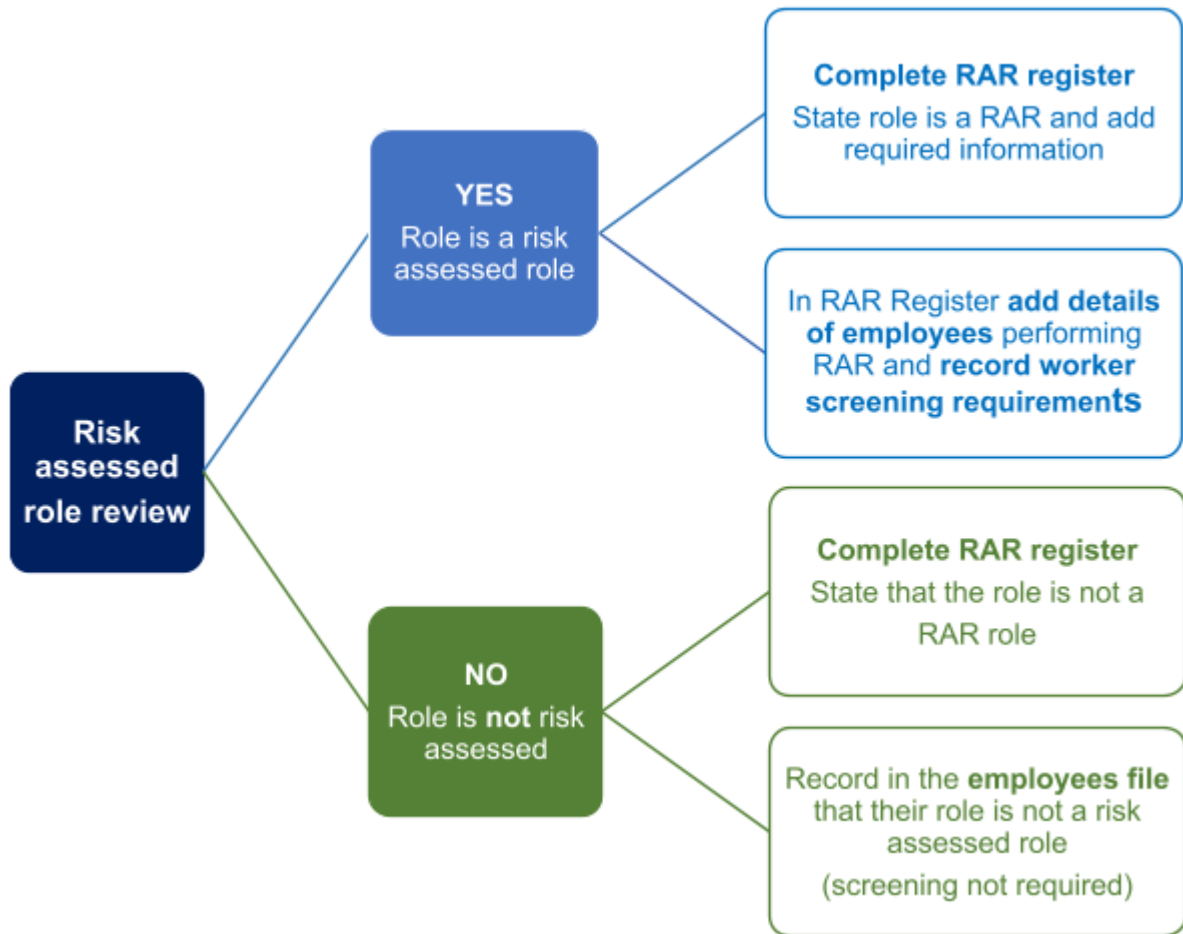 Risk
assessed
role review
YES
Role is a risk
assessed role
Complete RAR register
State role is a RAR and add
required information
In RAR Register add details
of employees performing
RAR and record worker
screening requirements
NO
Role is not risk
assessed
Complete RAR register
State that the role is not a
RAR role
Record in the employees file
that their role is not a risk
assessed role
(screening not required)